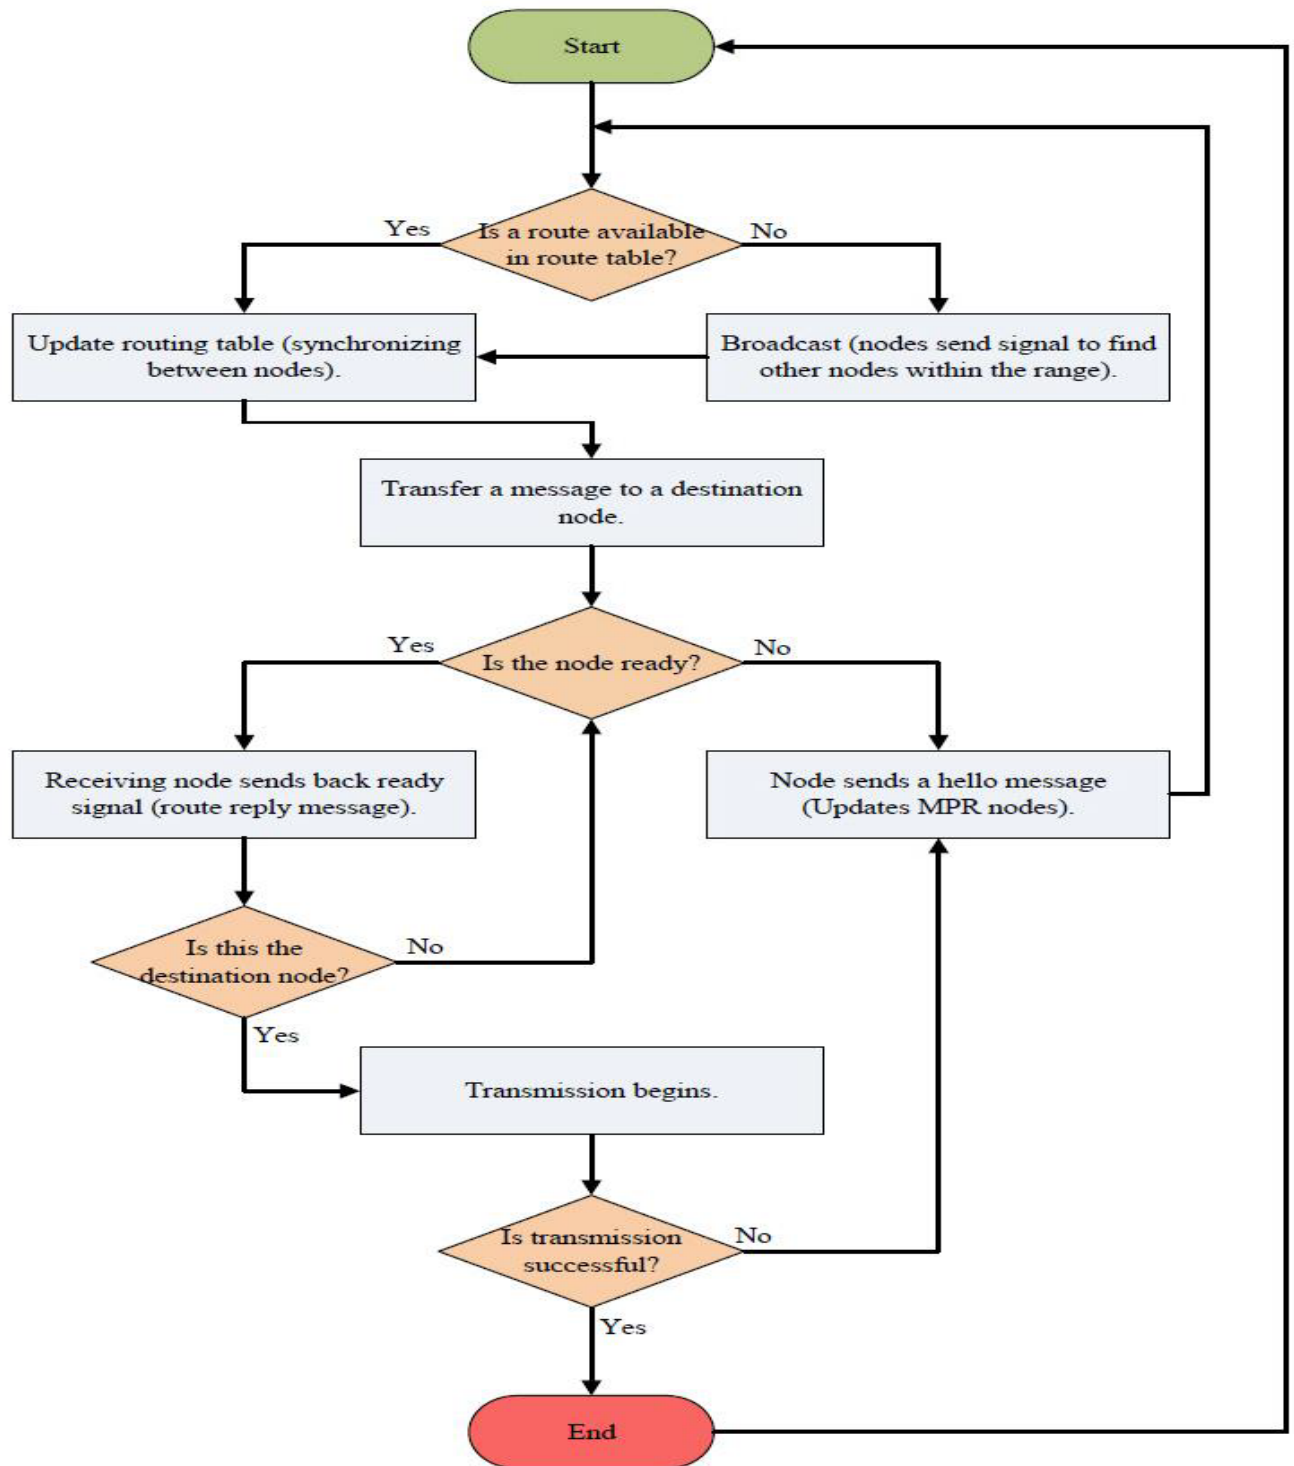 Start
Yes
Is a route available
in route table?
No
Update routing table (synchronizing
between nodes).
Broadcast (nodes send signal to find
other nodes within the range).
Transfer a message to a destination
node.
Yes
Is the node ready?
No
Receiving node sends back ready
signal (route reply message).
Node sends a hello message
(Updates MPR nodes).
Is this the
destination node?
No
Yes
Transmission begins.
Is transmission
successful?
No
Yes
End